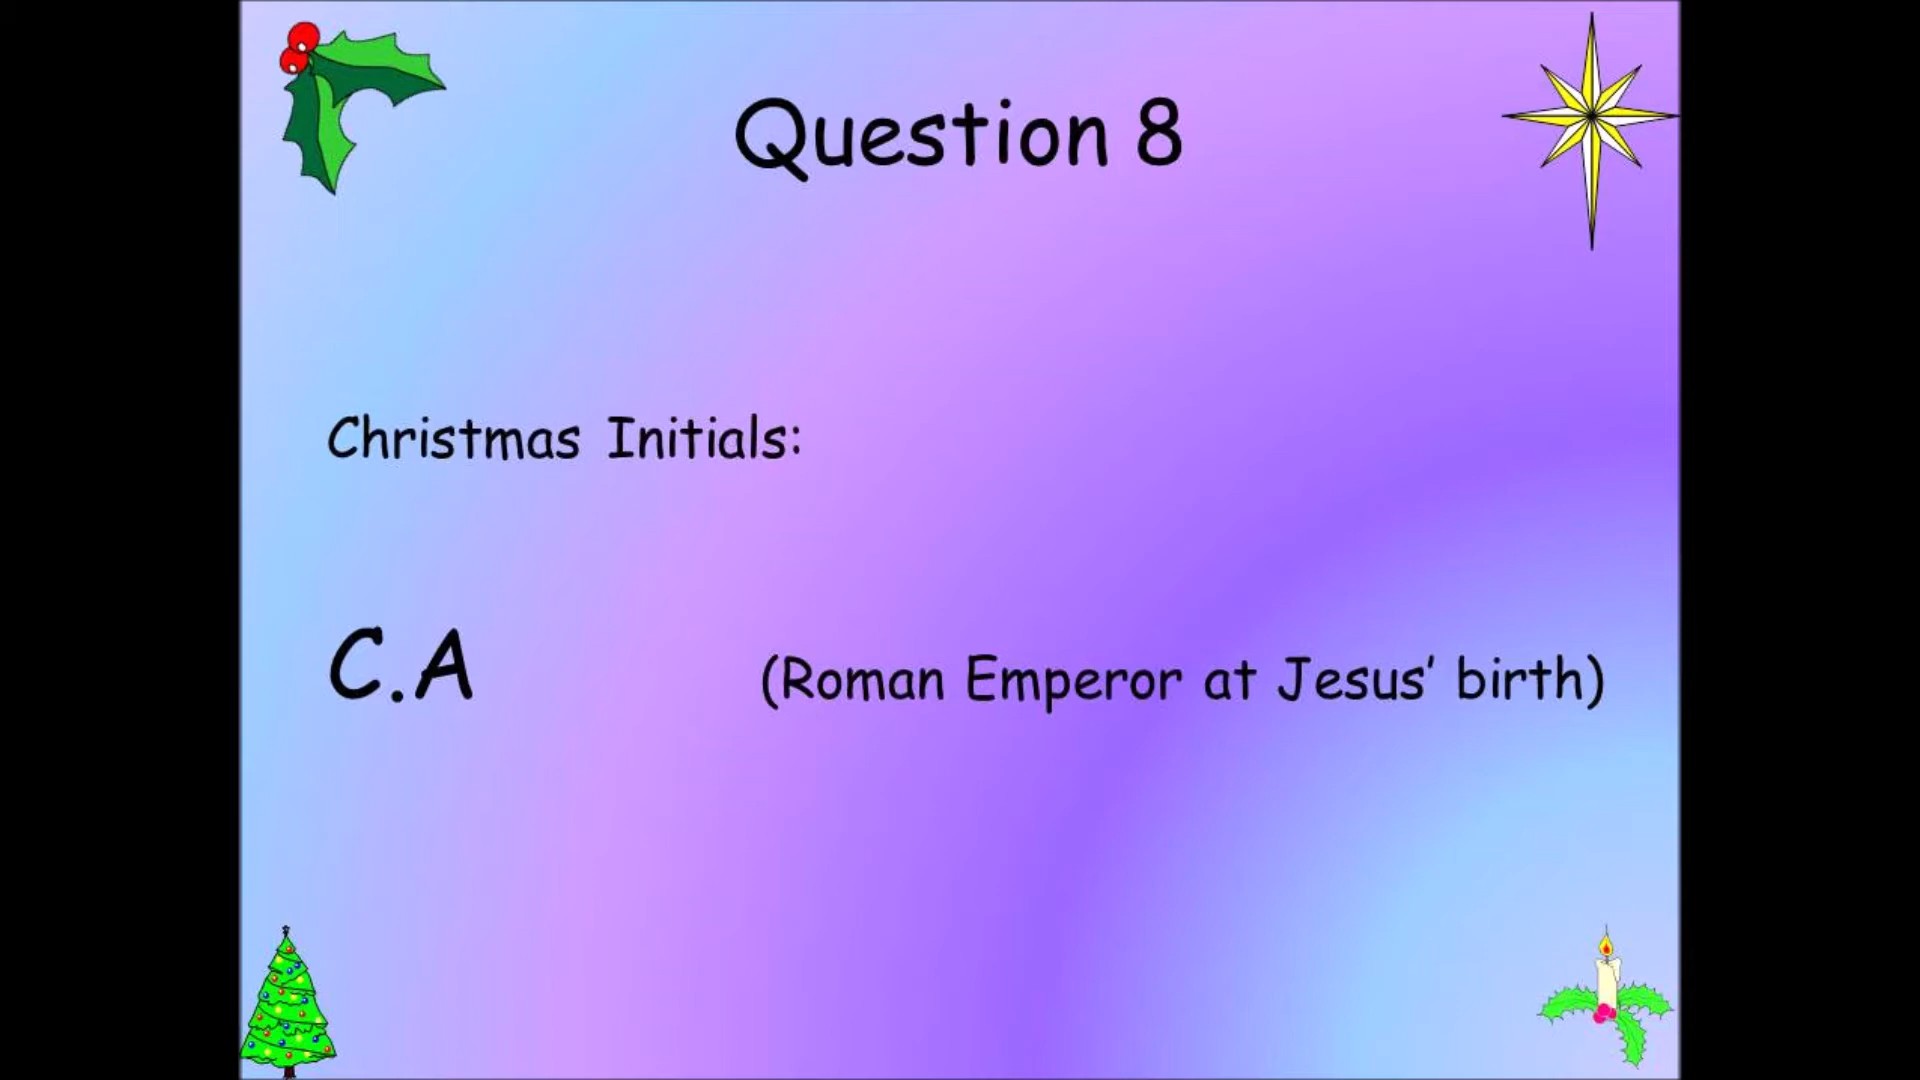 Question 8
Christmas Initials:
C.A (Roman Emperor at Jesus’ birth)